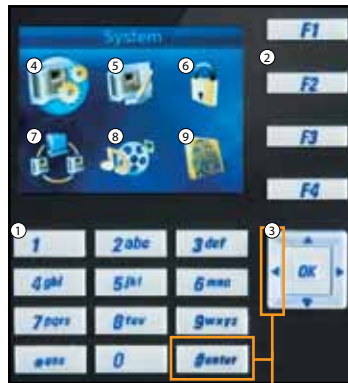 System
F1
②
④ ⑤ ⑥
F2
⑦ ⑧ ⑨
F3
F4
①
③
1 2abc 3def
4ghi 5jkl 6mno
OK
7pqrs 8tuv 9wxyz
0 #enter